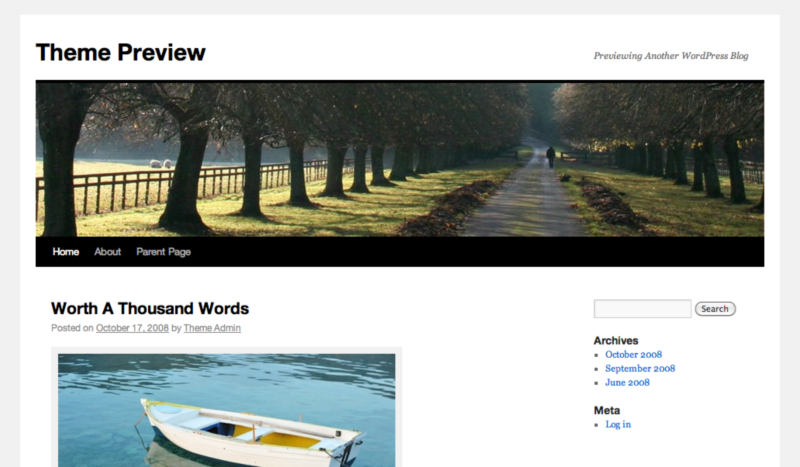 Theme Preview
Previewing Another WordPress Blog
Home About Parent Page
Worth A Thousand Words
Posted on October 17, 2008 by Theme Admin
Search
Archives
October 2008
September 2008
June 2008
Meta
Log in